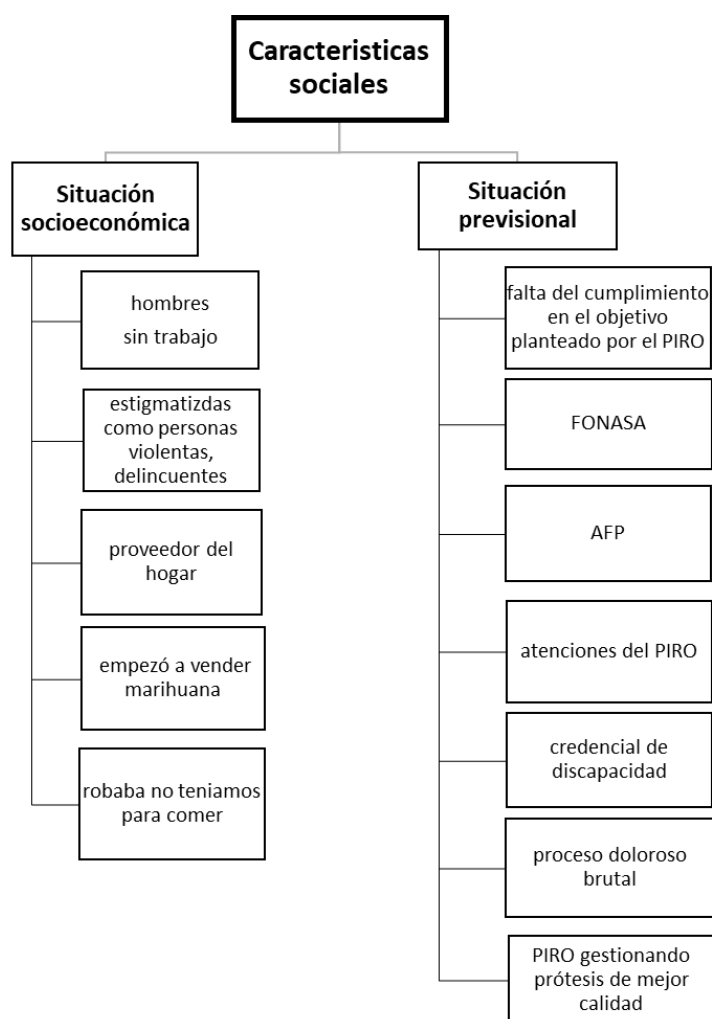 Caracteristicas
sociales
Situación
socioeconómica
hombres
sin trabajo
estigmatizdas
como personas
violentas,
delincuentes
proveedor del
hogar
empezó a vender
marihuana
robaba no teniamos
para comer
Situación
previsional
falta del cumplimiento
en el objetivo
planteado por el PIRO
FONASA
AFP
atenciones del PIRO
credencial de
discapacidad
proceso doloroso
brutal
PIRO gestionando
prótesis de mejor
calidad